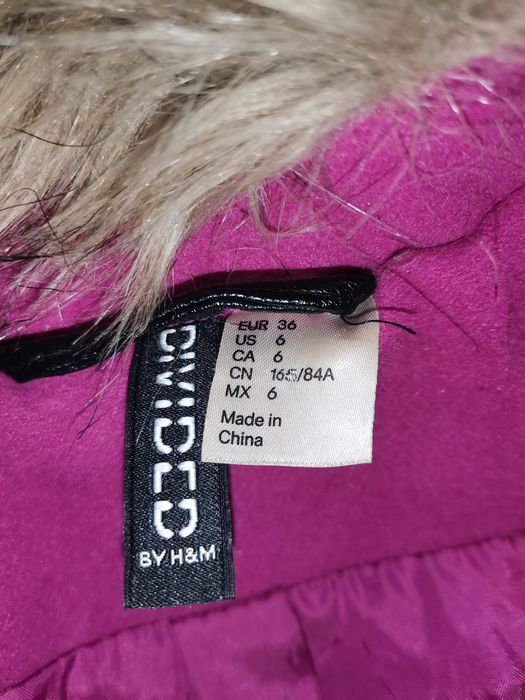 DIVIDED
BY H&M
EUR 36
US 6
CA 6
CN 165/84A
MX 6
Made in
China